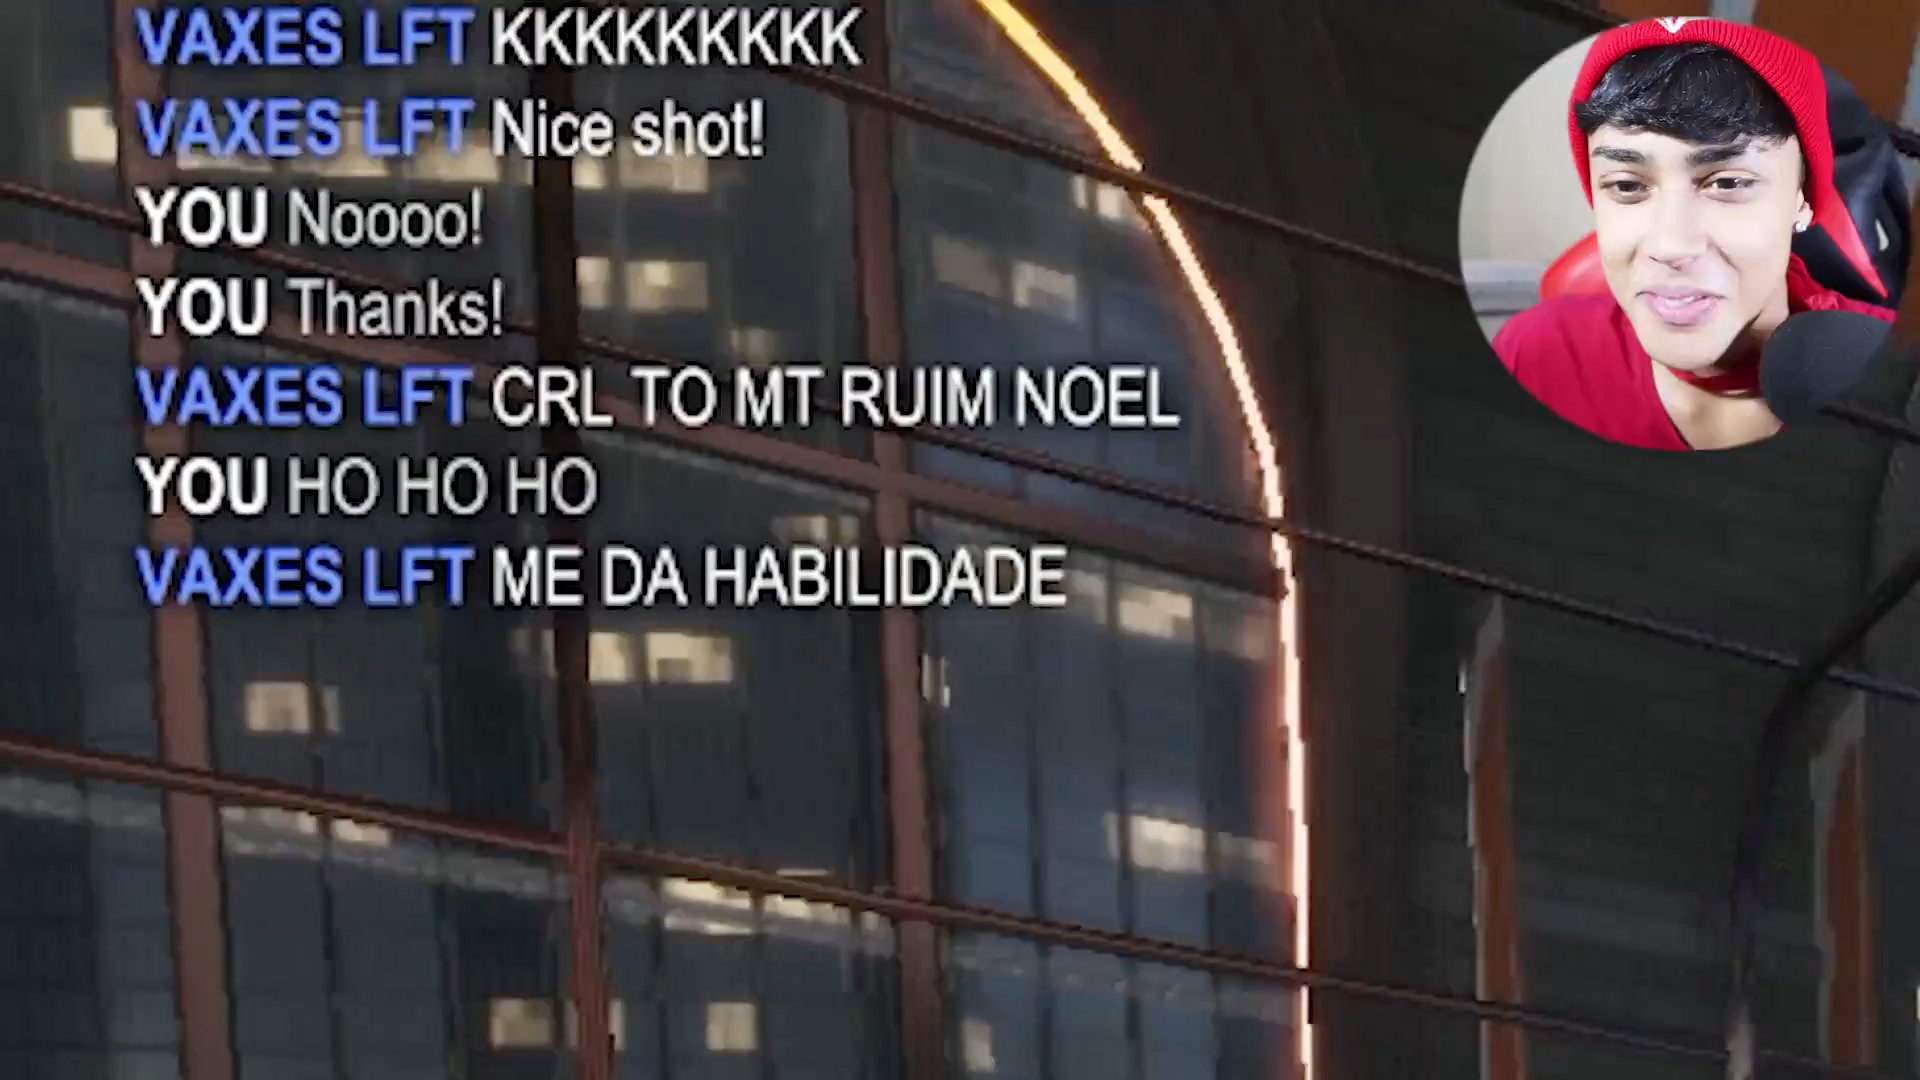 VAXES LFT KKKKKKKKK
VAXES LFT Nice shot!
YOU Noooo!
YOU Thanks!
VAXES LFT CRL TO MT RUIM NOEL
YOU HO HO HO
VAXES LFT ME DA HABILIDADE